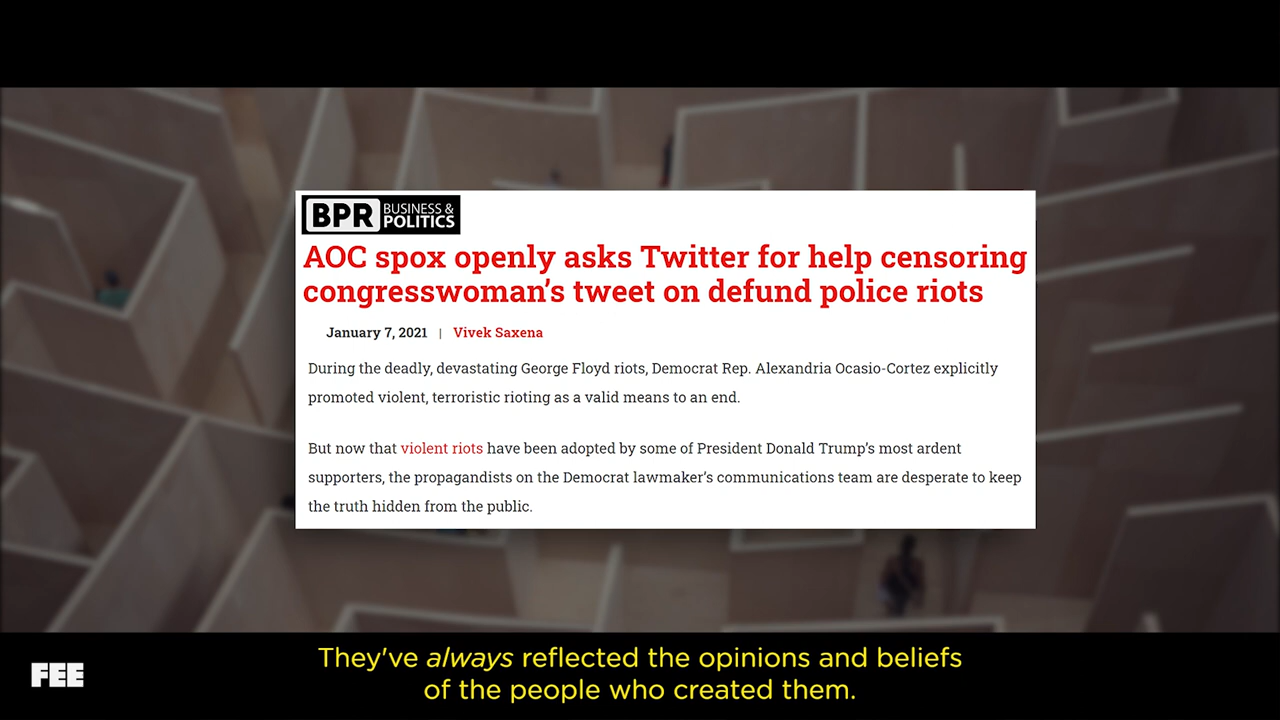 BPR BUSINESS & POLITICS
AOC spox openly asks Twitter for help censoring
congresswoman's tweet on defund police riots
January 7, 2021 | Vivek Saxena
During the deadly, devastating George Floyd riots, Democrat Rep. Alexandria Ocasio-Cortez explicitly
promoted violent, terroristic rioting as a valid means to an end.
But now that violent riots have been adopted by some of President Donald Trump's most ardent
supporters, the propagandists on the Democrat lawmaker's communications team are desperate to keep
the truth hidden from the public.
They've always reflected the opinions and beliefs
of the people who created them.
FEE